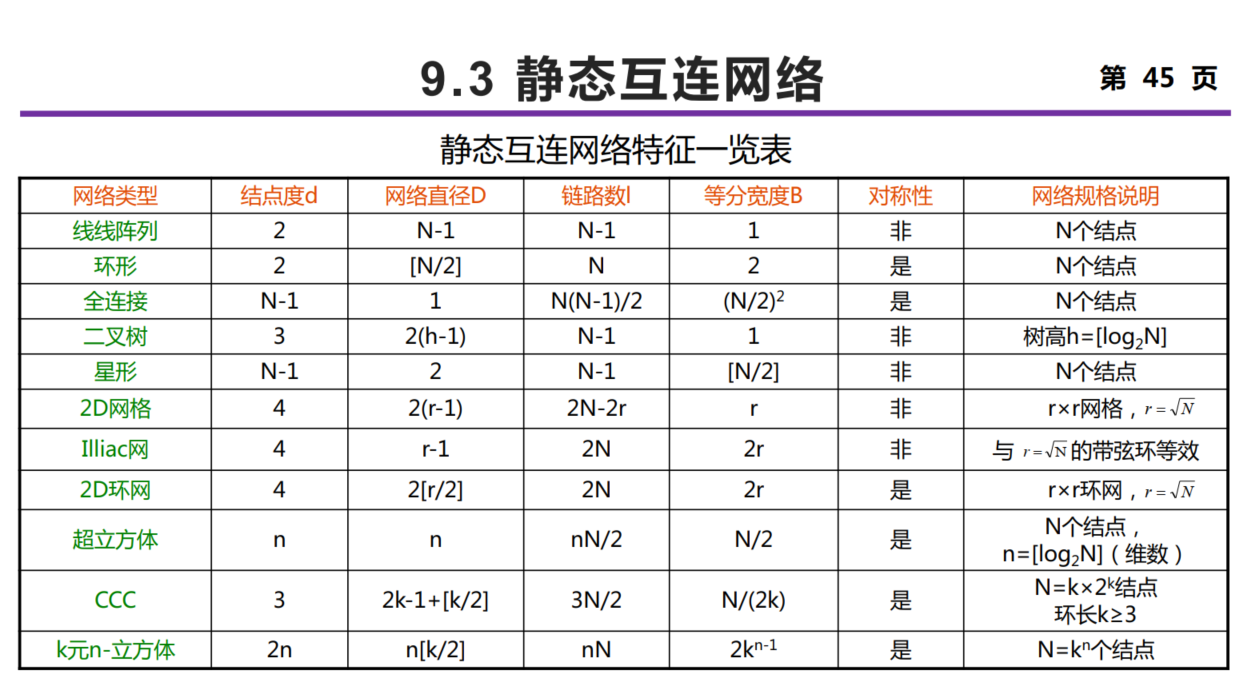 9.3 静态互连网络
第 45 页
静态互连网络特征一览表
网络类型 结点度d 网络直径D 链路数l 等分宽度B 对称性 网络规格说明
线线阵列 2 N-1 N-1 1 非 N个结点
环形 2 [N/2] N 2 是 N个结点
全连接 N-1 1 N(N-1)/2 (N/2)² 是 N个结点
二叉树 3 2(h-1) N-1 1 非 树高h=[log₂N]
星形 N-1 2 N-1 [N/2] 非 N个结点
2D网格 4 2(r-1) 2N-2r r 非 r×r网格，r=√N
Illiac网 4 r-1 2N 2r 非 与 r=√N 的带弦环等效
2D环网 4 2[r/2] 2N 2r 是 r×r环网，r=√N
超立方体 n n nN/2 N/2 是 N个结点，
n=[log₂N]（维数）
CCC 3 2k-1+[k/2] 3N/2 N/(2k) 是 N=k×2ᵏ结点
环长k≥3
k元n-立方体 2n n[k/2] nN 2kⁿ⁻¹ 是 N=kⁿ个结点